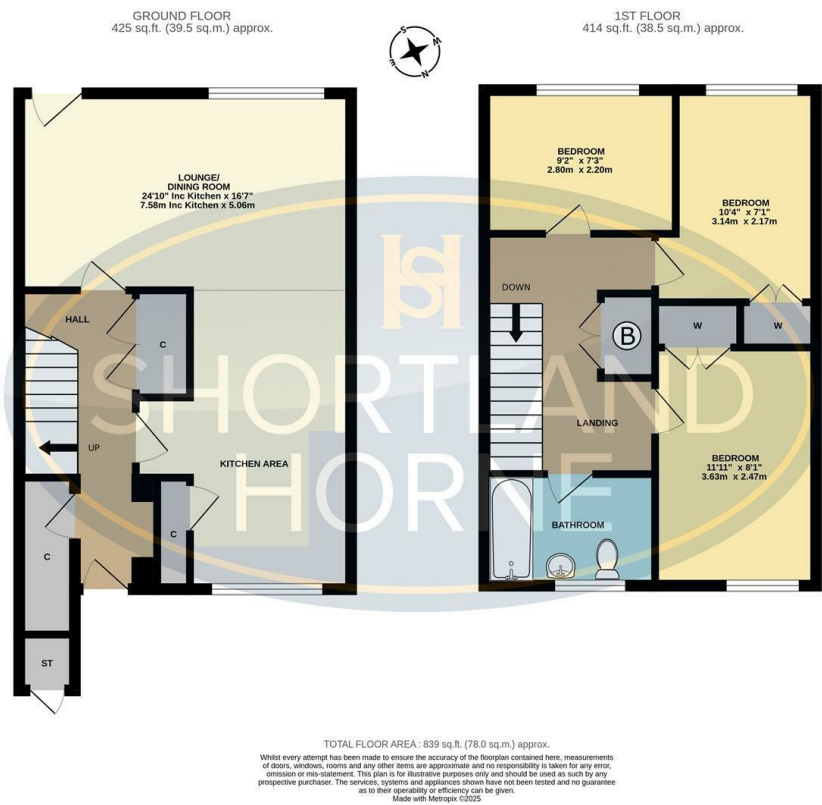 GROUND FLOOR
425 sq.ft. (39.5 sq.m.) approx.
1ST FLOOR
414 sq.ft. (38.5 sq.m.) approx.
S
W
E
N
LOUNGE/
DINING ROOM
24'10" Inc Kitchen x 16'7"
7.58m Inc Kitchen x 5.06m
HALL
C
UP
KITCHEN AREA
C
C
ST
BEDROOM
9'2" x 7'3"
2.80m x 2.20m
BEDROOM
10'4" x 7'1"
3.14m x 2.17m
DOWN
B
W
W
LANDING
BEDROOM
11'11" x 8'1"
3.63m x 2.47m
BATHROOM
SH
SHORTLAND
HORNE
TOTAL FLOOR AREA : 839 sq.ft. (78.0 sq.m.) approx.
Whilst every attempt has been made to ensure the accuracy of the floorplan contained here, measurements
of doors, windows, rooms and any other items are approximate and no responsibility is taken for any error,
omission or mis-statement. This plan is for illustrative purposes only and should be used as such by any
prospective purchaser. The services, systems and appliances shown have not been tested and no guarantee
as to their operability or efficiency can be given.
Made with Metropix ©2025